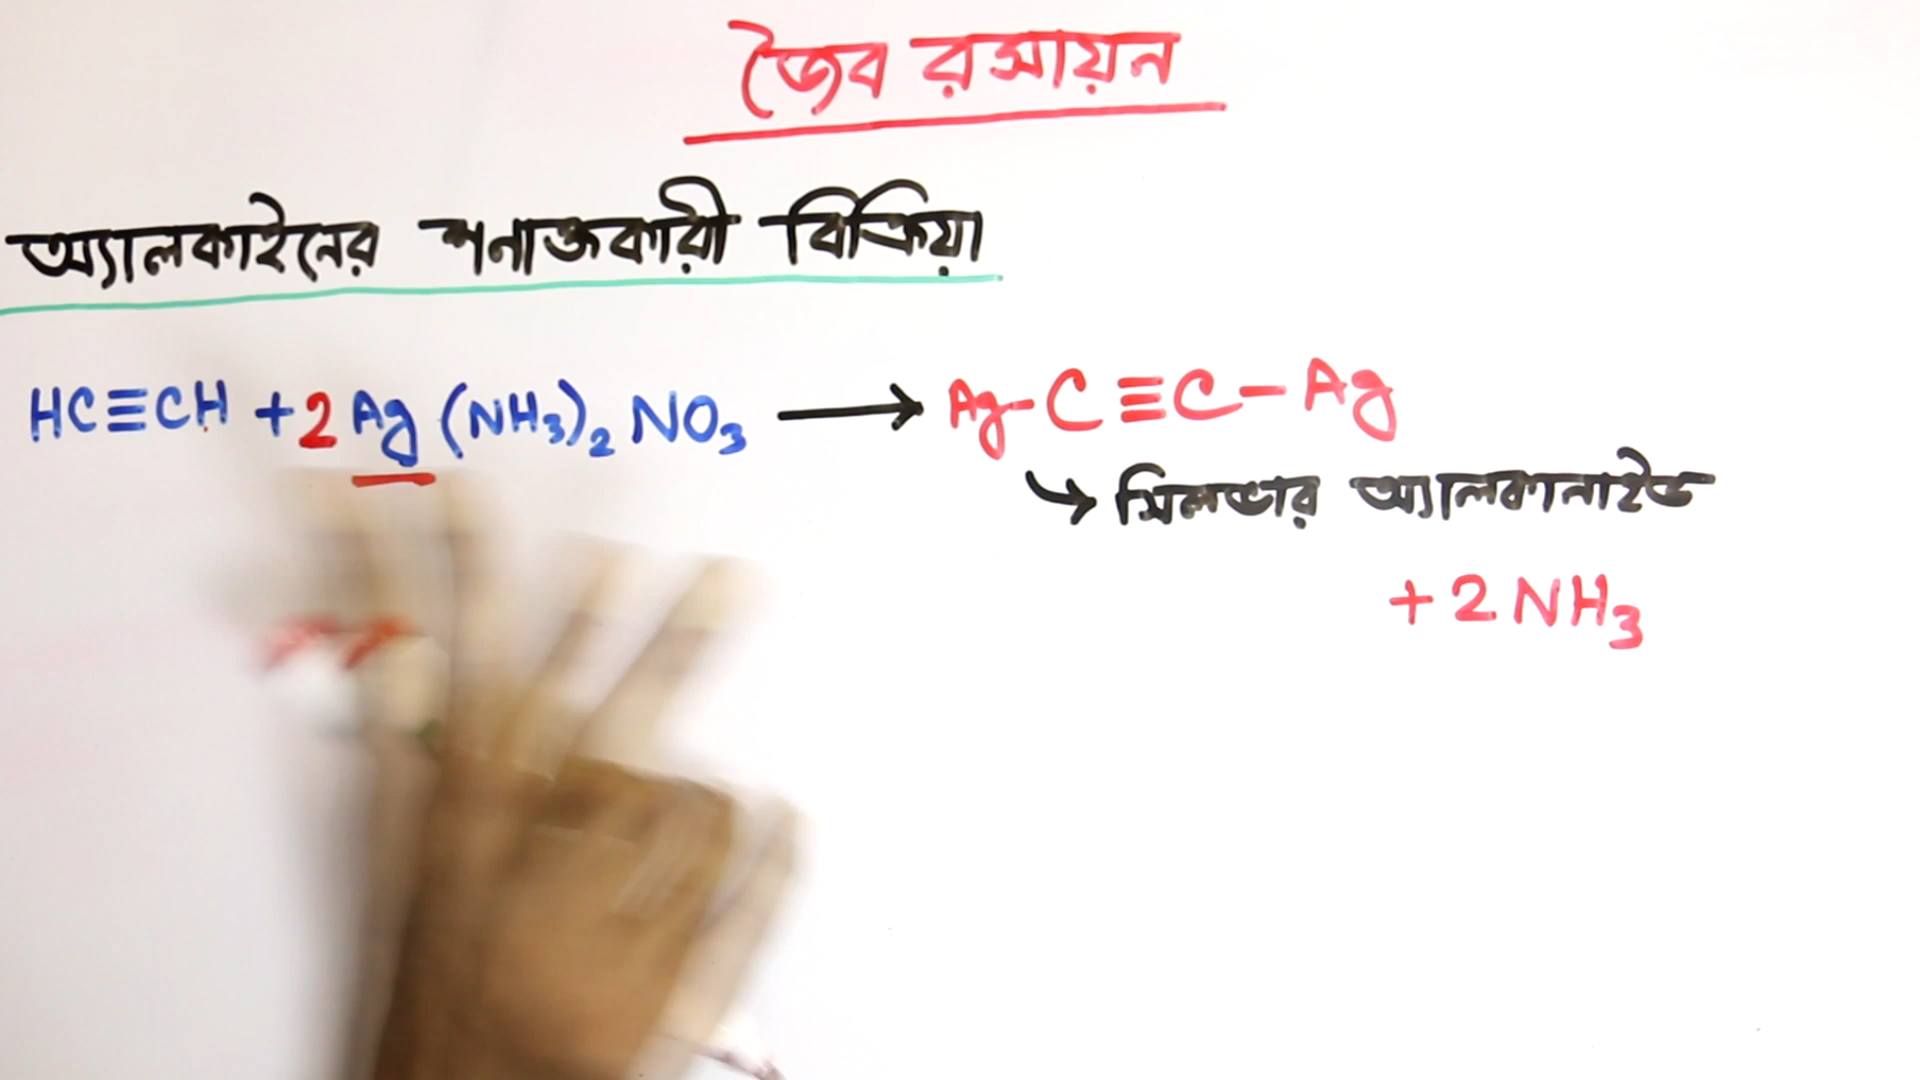 জৈব রসায়ন
অ্যালকাইনের শনাক্তকারী বিক্রিয়া
HC≡CH + 2 Ag (NH₃)₂ NO₃ ⟶ Ag-C≡C-Ag
↳ সিলভার অ্যালকানাইড
+ 2 NH₃